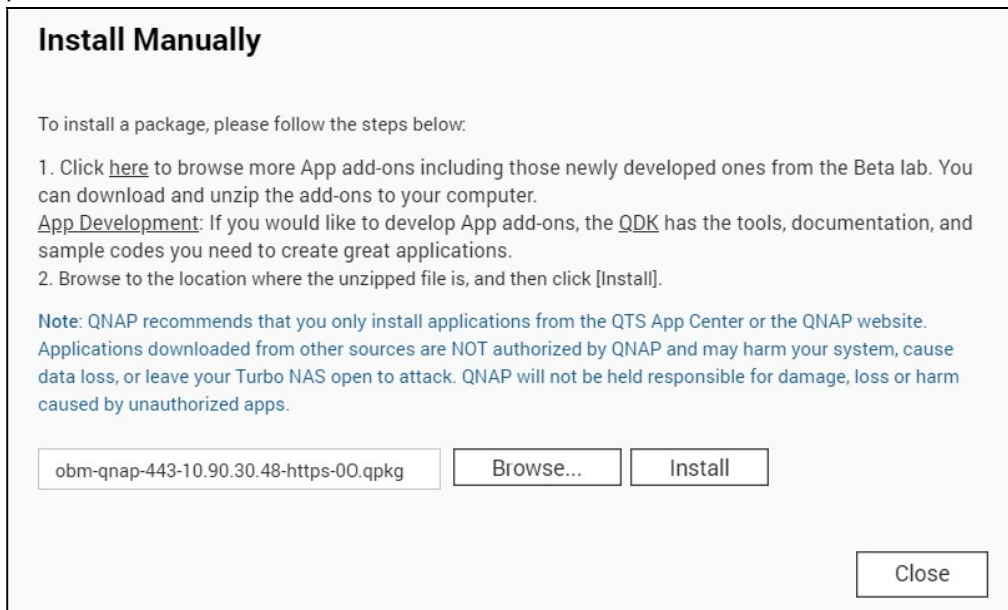 Install Manually
To install a package, please follow the steps below:
1. Click here to browse more App add-ons including those newly developed ones from the Beta lab. You
can download and unzip the add-ons to your computer.
App Development: If you would like to develop App add-ons, the QDK has the tools, documentation, and
sample codes you need to create great applications.
2. Browse to the location where the unzipped file is, and then click [Install].
Note: QNAP recommends that you only install applications from the QTS App Center or the QNAP website.
Applications downloaded from other sources are NOT authorized by QNAP and may harm your system, cause
data loss, or leave your Turbo NAS open to attack. QNAP will not be held responsible for damage, loss or harm
caused by unauthorized apps.
obm-qnap-443-10.90.30.48-https-0O.qpkg Browse... Install
Close